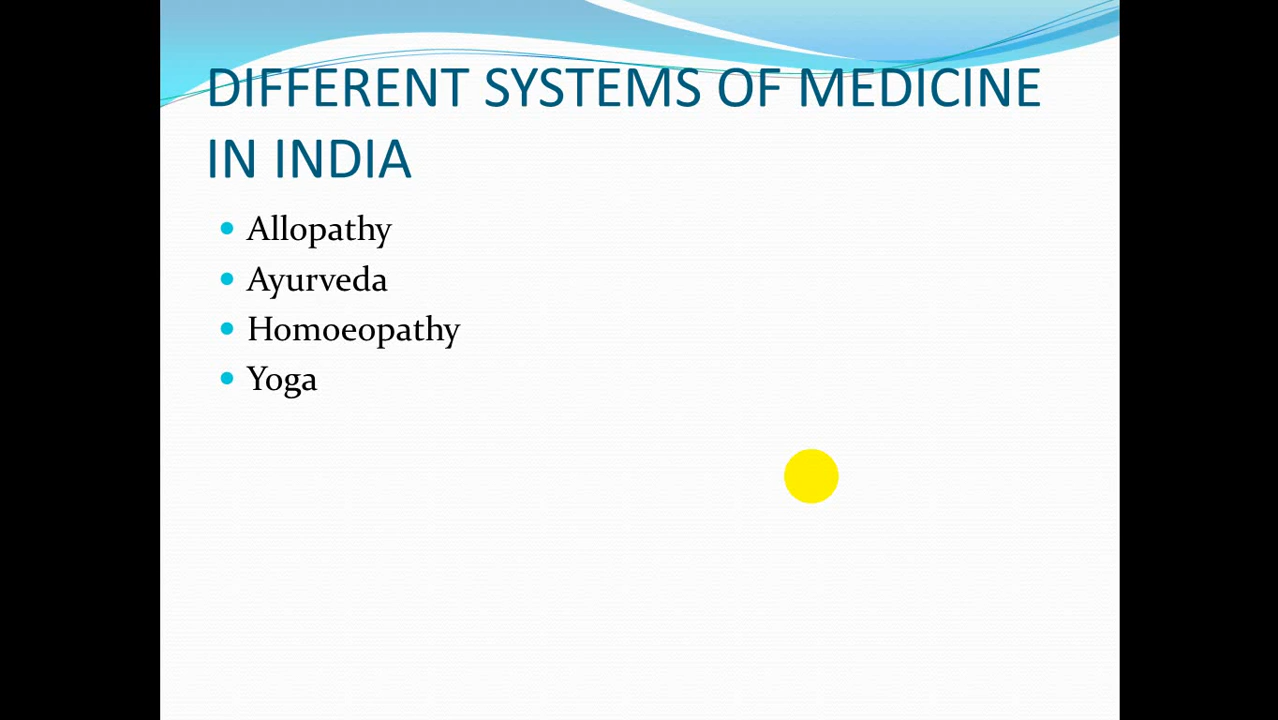 DIFFERENT SYSTEMS OF MEDICINE
IN INDIA
Allopathy
Ayurveda
Homoeopathy
Yoga